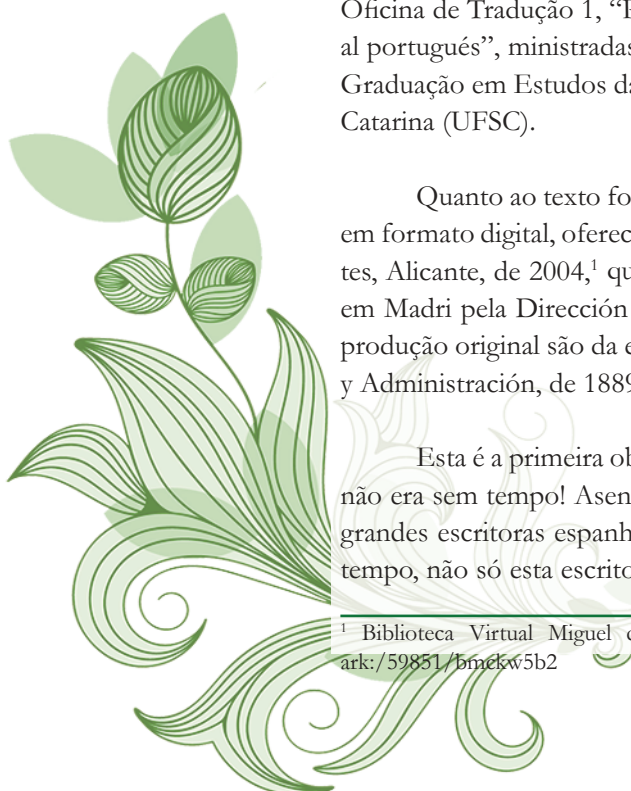 Oficina de Tradução 1, “P
al portugués”, ministradas
Graduação em Estudos da
Catarina (UFSC).
Quanto ao texto fo
em formato digital, oferec
tes, Alicante, de 2004,¹ qu
em Madri pela Dirección
produção original são da e
y Administración, de 1889
Esta é a primeira ob
não era sem tempo! Asen
grandes escritoras espanh
tempo, não só esta escrito
¹ Biblioteca Virtual Miguel d
ark:/59851/bmckw5b2